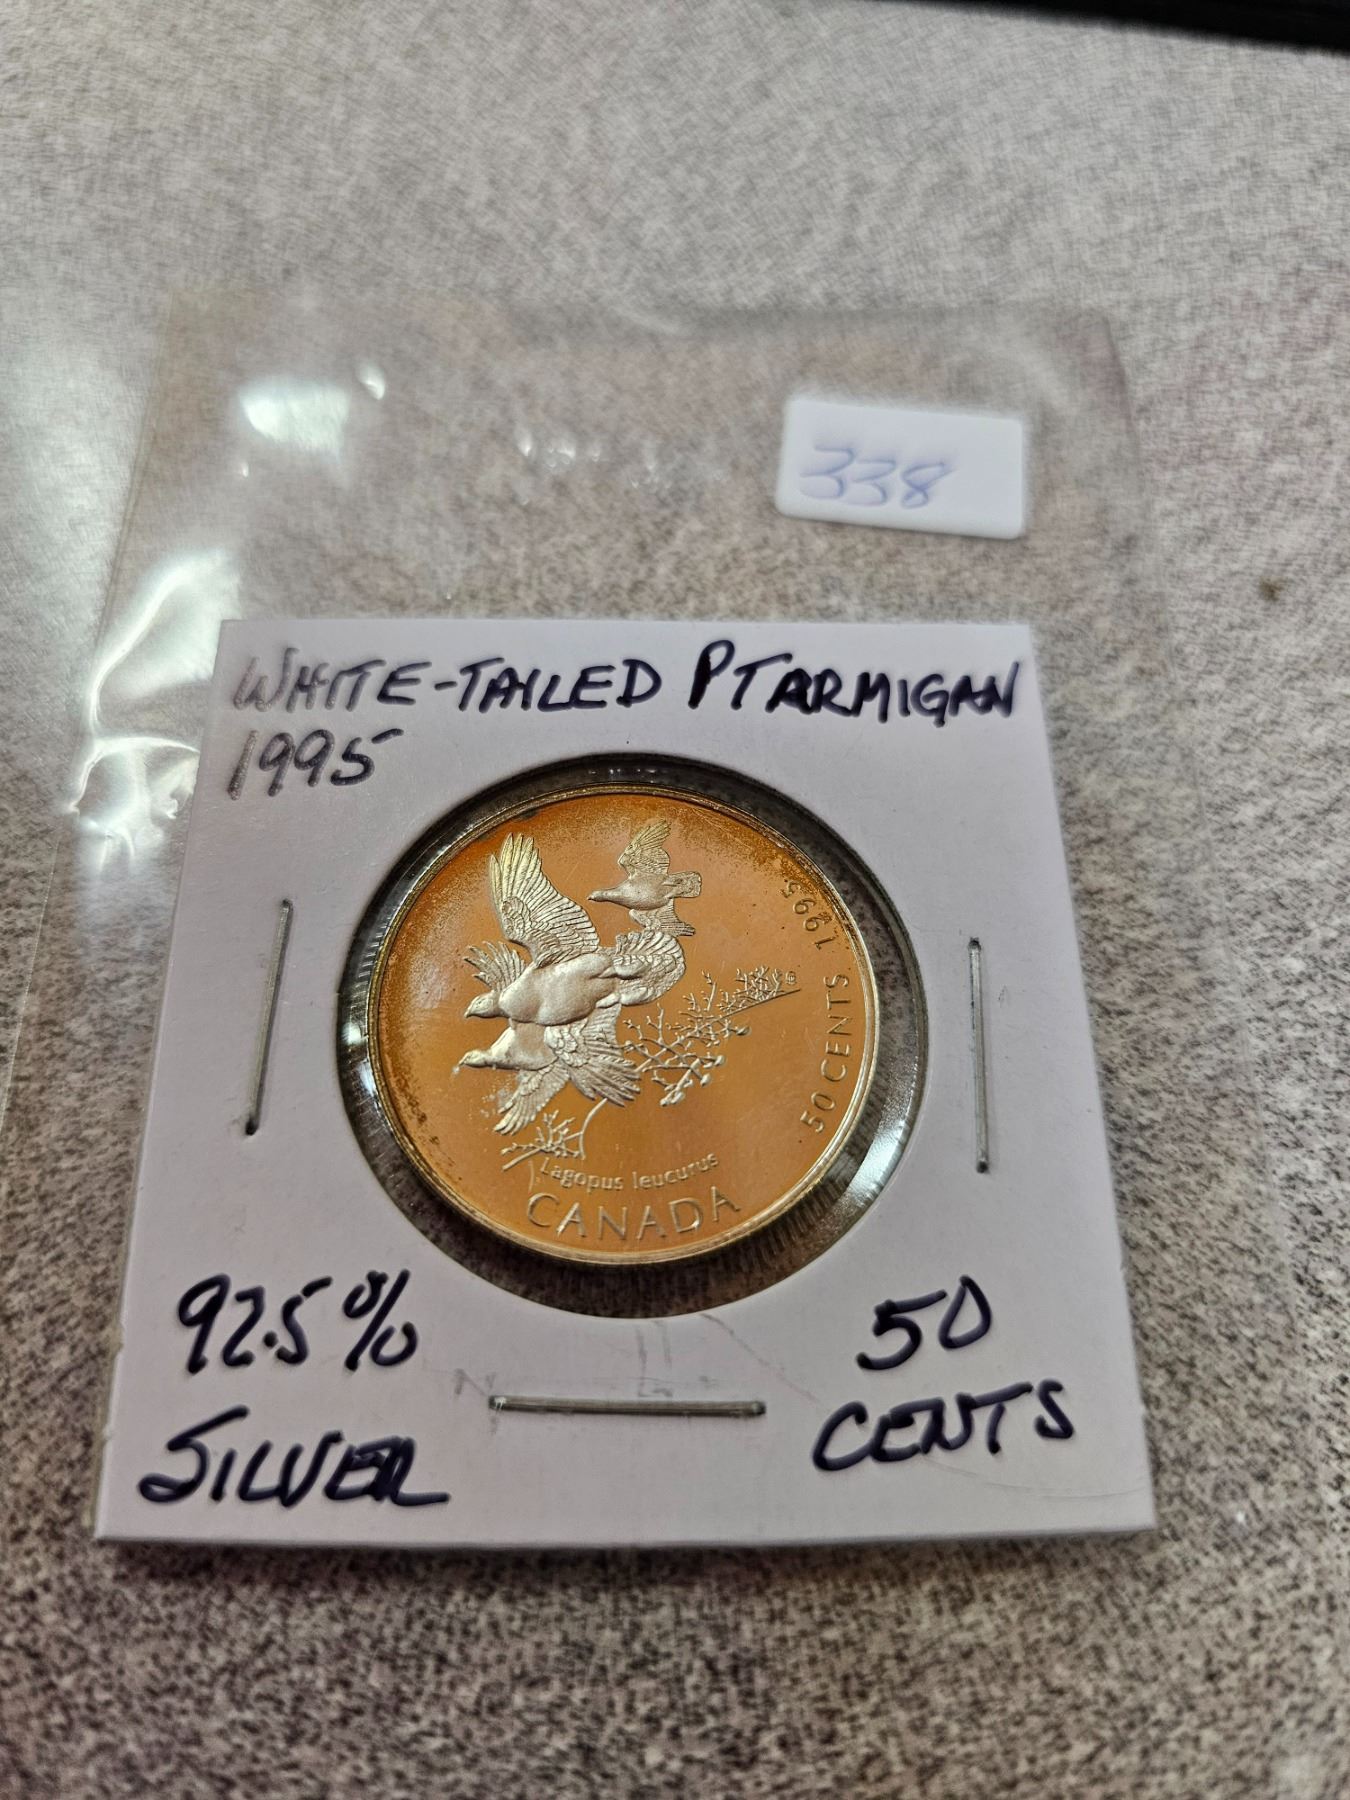 338
WHITE-TAILED PTARMIGAN
1995
1995
50 CENTS
Lagopus leucurus
CANADA
92.5%
SILVER
50
CENTS